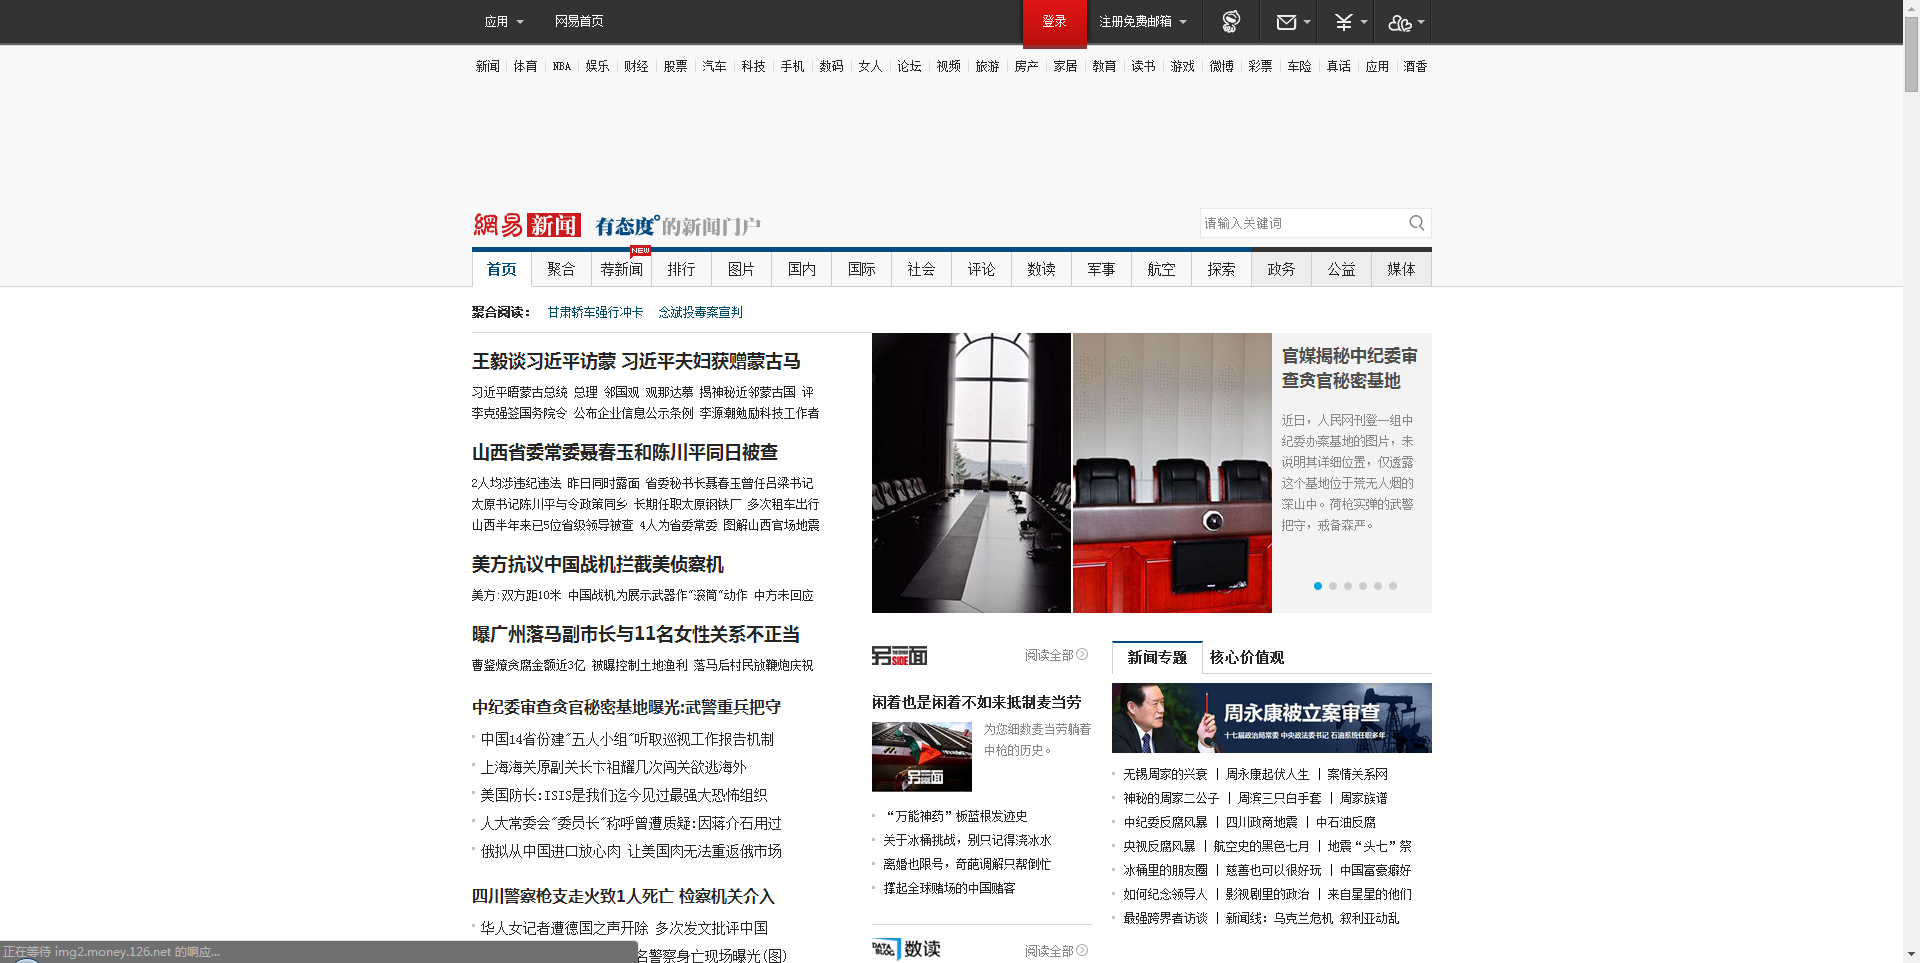 应用 网易首页 登录 注册免费邮箱
新闻 体育 NBA 娱乐 财经 股票 汽车 科技 手机 数码 女人 论坛 视频 旅游 房产 家居 教育 读书 游戏 微博 彩票 车险 真话 应用 酒香
網易 新闻 有态度°的新闻门户
请输入关键词
NEW
首页 聚合 荐新闻 排行 图片 国内 国际 社会 评论 数读 军事 航空 探索 政务 公益 媒体
聚合阅读： 甘肃轿车强行冲卡 念斌投毒案宣判
王毅谈习近平访蒙 习近平夫妇获赠蒙古马
习近平晤蒙古总统 总理 邻国观 观那达慕 揭神秘近邻蒙古国 评
李克强签国务院令 公布企业信息公示条例 李源潮勉励科技工作者
山西省委常委聂春玉和陈川平同日被查
2人均涉违纪违法 昨日同时露面 省委秘书长聂春玉曾任吕梁书记
太原书记陈川平与令政策同乡 长期任职太原钢铁厂 多次租车出行
山西半年来已5位省级领导被查 4人为省委常委 图解山西官场地震
美方抗议中国战机拦截美侦察机
美方:双方距10米 中国战机为展示武器作"滚筒"动作 中方未回应
曝广州落马副市长与11名女性关系不正当
曹鉴燎贪腐金额近3亿 被曝控制土地渔利 落马后村民放鞭炮庆祝
中纪委审查贪官秘密基地曝光:武警重兵把守
中国14省份建"五人小组"听取巡视工作报告机制
上海海关原副关长卞祖耀几次闯关欲逃海外
美国防长:ISIS是我们迄今见过最强大恐怖组织
人大常委会"委员长"称呼曾遭质疑:因蒋介石用过
俄拟从中国进口放心肉 让美国肉无法重返俄市场
四川警察枪支走火致1人死亡 检察机关介入
华人女记者遭德国之声开除 多次发文批评中国
名警察身亡现场曝光(图)
正在等待 img2.money.126.net 的响应...
官媒揭秘中纪委审
查贪官秘密基地
近日，人民网刊登一组中
纪委办案基地的图片，未
说明其详细位置，仅透露
这个基地位于荒无人烟的
深山中。荷枪实弹的武警
把守，戒备森严。
另一面 THE OTHER SIDE 阅读全部
闲着也是闲着不如来抵制麦当劳
为您细数麦当劳躺着
中枪的历史。
另一面
“万能神药”板蓝根发迹史
关于冰桶挑战，别只记得浇冰水
离婚也限号，奇葩调解只帮倒忙
撑起全球赌场的中国赌客
DATA BLOG 数读 阅读全部
新闻专题 核心价值观
周永康被立案审查
十七届政治局常委 中央政法委书记 石油系统任职多年
无锡周家的兴衰 | 周永康起伏人生 | 案情关系网
神秘的周家二公子 | 周滨三只白手套 | 周家族谱
中纪委反腐风暴 | 四川政商地震 | 中石油反腐
央视反腐风暴 | 航空史的黑色七月 | 地震“头七”祭
冰桶里的朋友圈 | 慈善也可以很好玩 | 中国富豪癖好
如何纪念领导人 | 影视剧里的政治 | 来自星星的他们
最强跨界者访谈 | 新闻线：乌克兰危机 叙利亚动乱